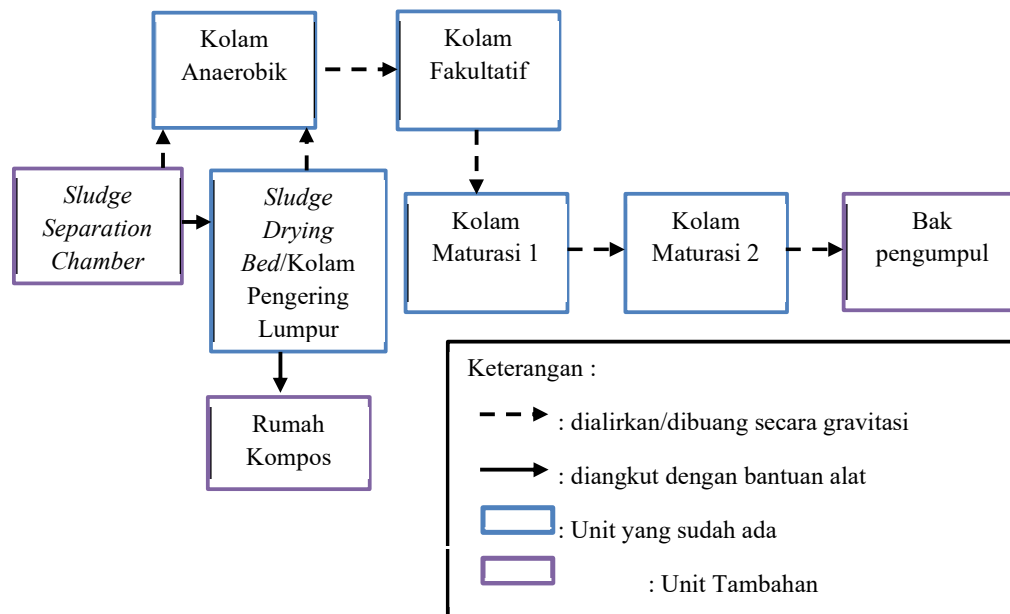 Kolam
Anaerobik
Kolam
Fakultatif
Sludge
Separation
Chamber
Sludge
Drying
Bed/Kolam
Pengering
Lumpur
Kolam
Maturasi 1
Kolam
Maturasi 2
Bak
pengumpul
Rumah
Kompos
Keterangan :
: dialirkan/dibuang secara gravitasi
: diangkut dengan bantuan alat
: Unit yang sudah ada
: Unit Tambahan